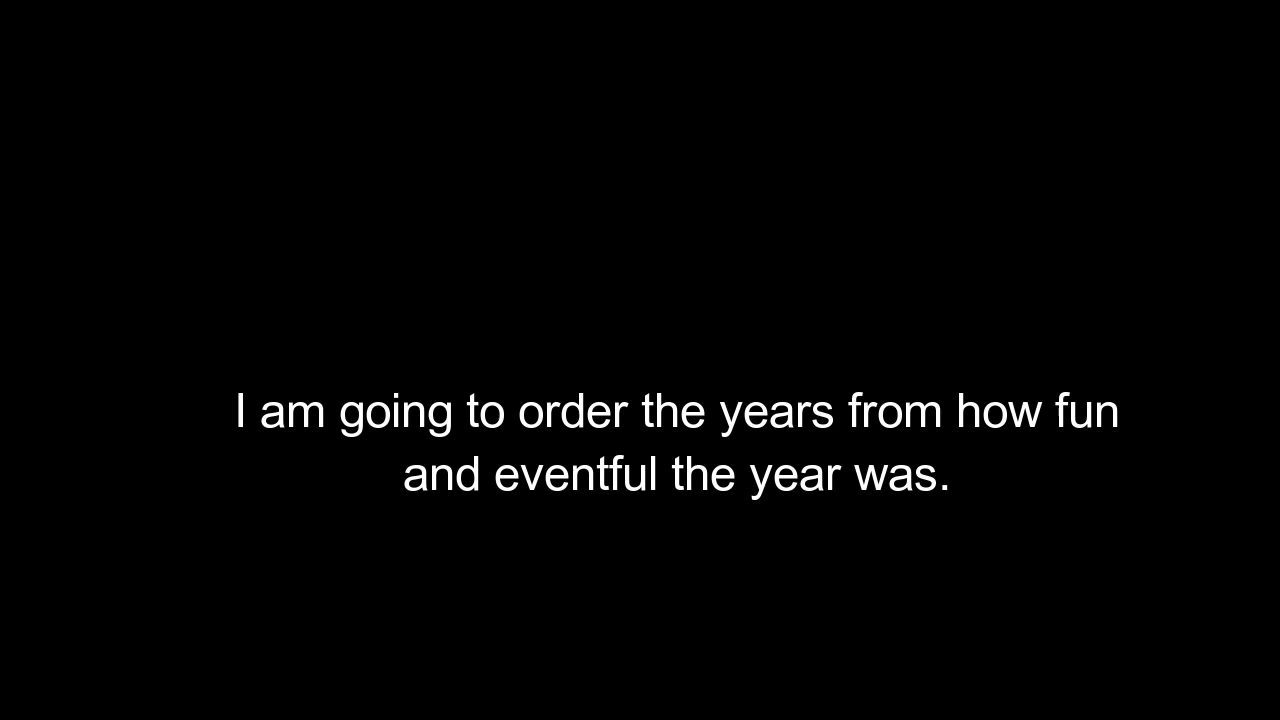 I am going to order the years from how fun
and eventful the year was.